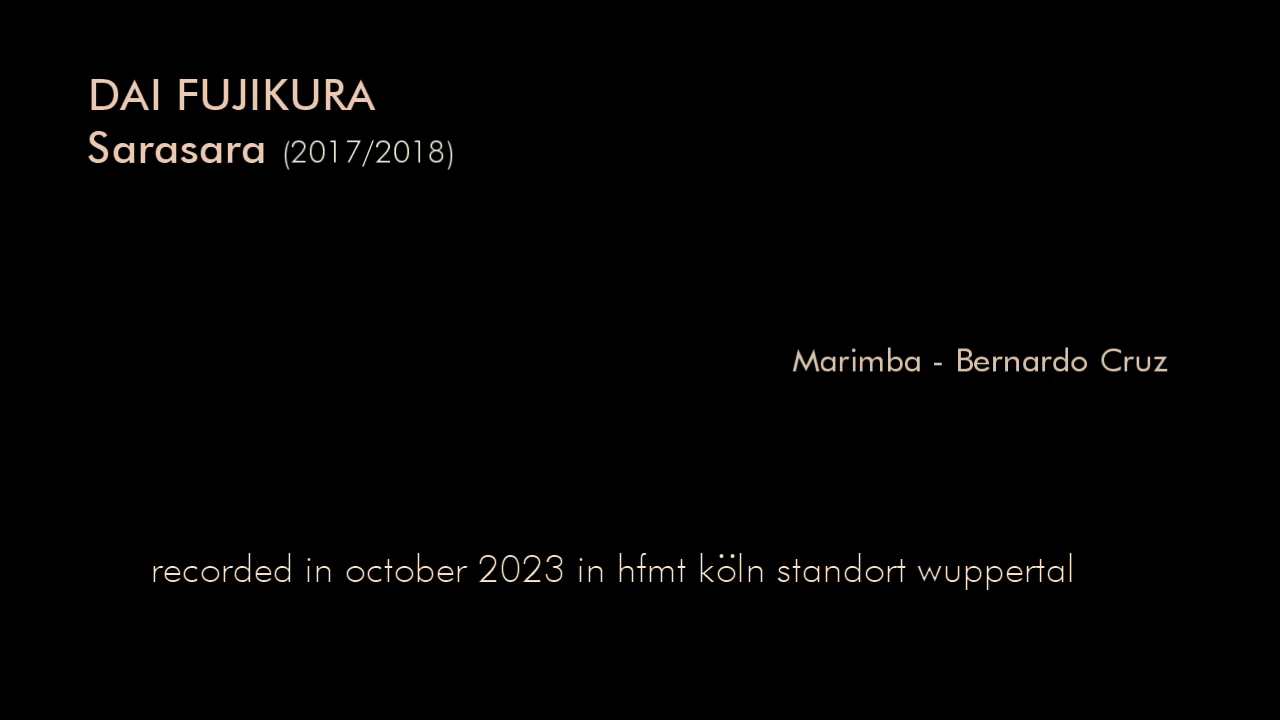 DAI FUJIKURA
Sarasara (2017/2018)
Marimba - Bernardo Cruz
recorded in october 2023 in hfmt köln standort wuppertal